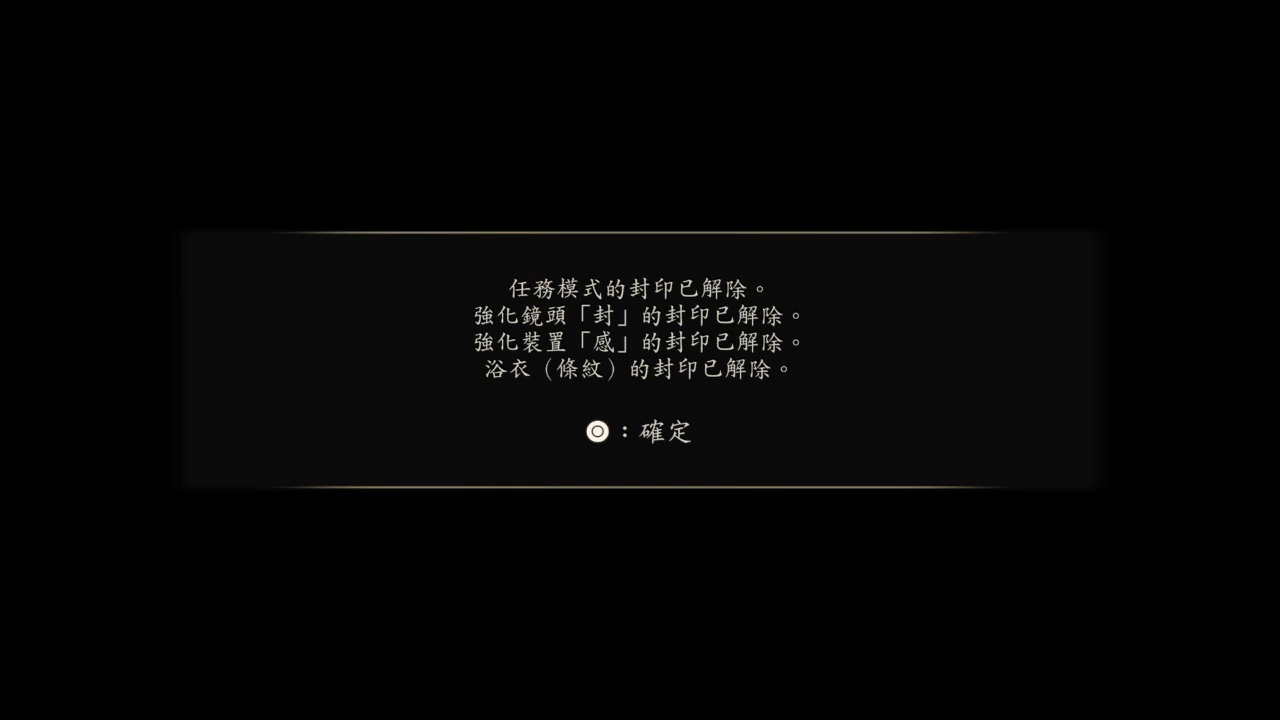 任務模式的封印已解除。
強化鏡頭「封」的封印已解除。
強化裝置「感」的封印已解除。
浴衣（條紋）的封印已解除。
：確定